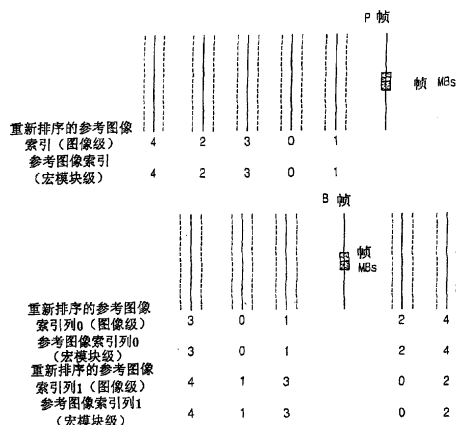 P 帧
帧 MBs
重新排序的参考图像
索引（图像级） 4 2 3 0 1
参考图像索引
（宏模块级） 4 2 3 0 1
B 帧
帧
MBs
重新排序的参考图像
索引列0（图像级） 3 0 1 2 4
参考图像索引列0
（宏模块级） 3 0 1 2 4
重新排序的参考图像
索引列1（图像级） 4 1 3 0 2
参考图像索引列1
（宏模块级） 4 1 3 0 2